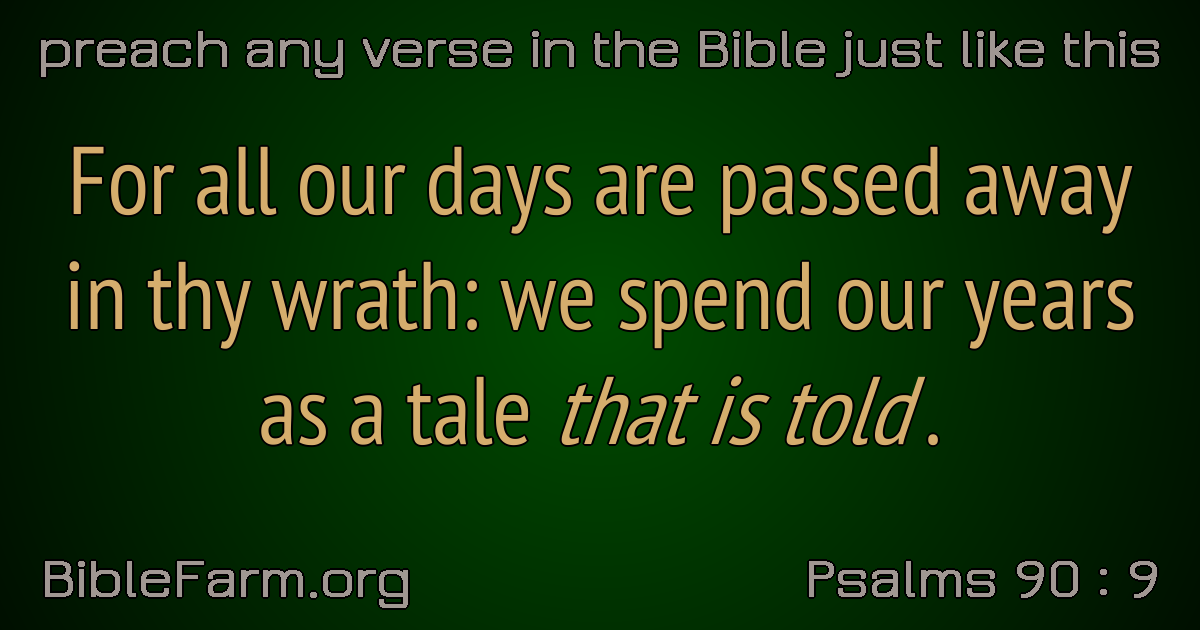 preach any verse in the Bible just like this
For all our days are passed away
in thy wrath: we spend our years
as a tale that is told.
BibleFarm.org
Psalms 90 : 9